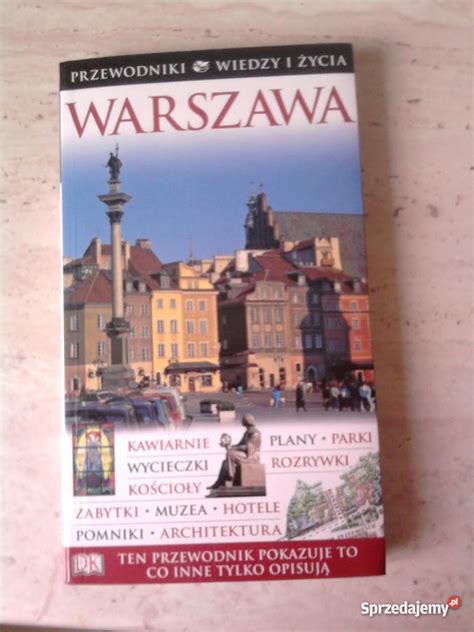 PRZEWODNIKI WIEDZY I ŻYCIA
WARSZAWA
KAWIARNIE PLANY • PARKI
WYCIECZKI ROZRYWKI
KOŚCIOŁY
ZABYTKI • MUZEA • HOTELE
POMNIKI • ARCHITEKTURA
DK TEN PRZEWODNIK POKAZUJE TO
CO INNE TYLKO OPISUJĄ
Sprzedajemy.pl